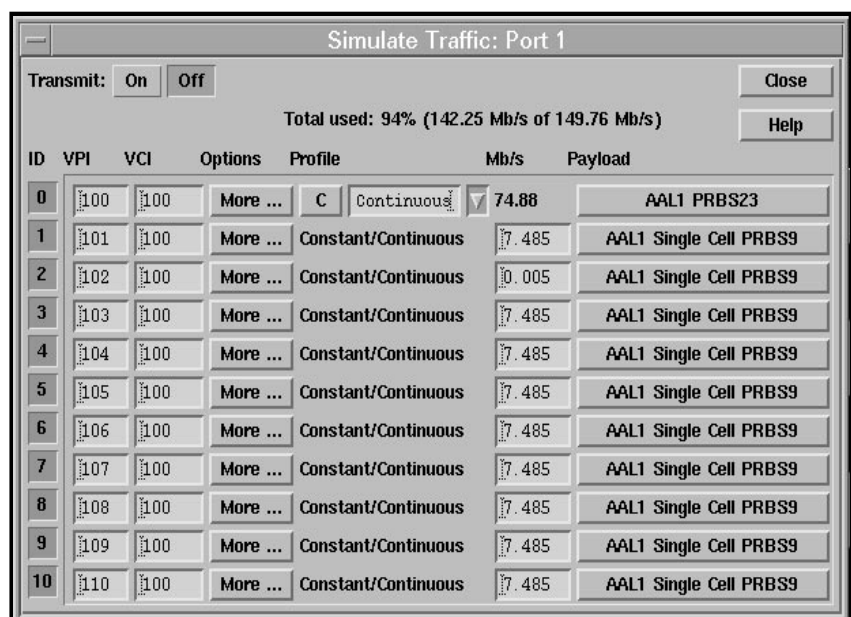 Simulate Traffic: Port 1
Transmit: On Off Close
Total used: 94% (142.25 Mb/s of 149.76 Mb/s)
Help
ID VPI VCI Options Profile Mb/s Payload
0 100 100 More ... C Continuous 74.88 AAL1 PRBS23
1 101 100 More ... Constant/Continuous 7.485 AAL1 Single Cell PRBS9
2 102 100 More ... Constant/Continuous 0.005 AAL1 Single Cell PRBS9
3 103 100 More ... Constant/Continuous 7.485 AAL1 Single Cell PRBS9
4 104 100 More ... Constant/Continuous 7.485 AAL1 Single Cell PRBS9
5 105 100 More ... Constant/Continuous 7.485 AAL1 Single Cell PRBS9
6 106 100 More ... Constant/Continuous 7.485 AAL1 Single Cell PRBS9
7 107 100 More ... Constant/Continuous 7.485 AAL1 Single Cell PRBS9
8 108 100 More ... Constant/Continuous 7.485 AAL1 Single Cell PRBS9
9 109 100 More ... Constant/Continuous 7.485 AAL1 Single Cell PRBS9
10 110 100 More ... Constant/Continuous 7.485 AAL1 Single Cell PRBS9